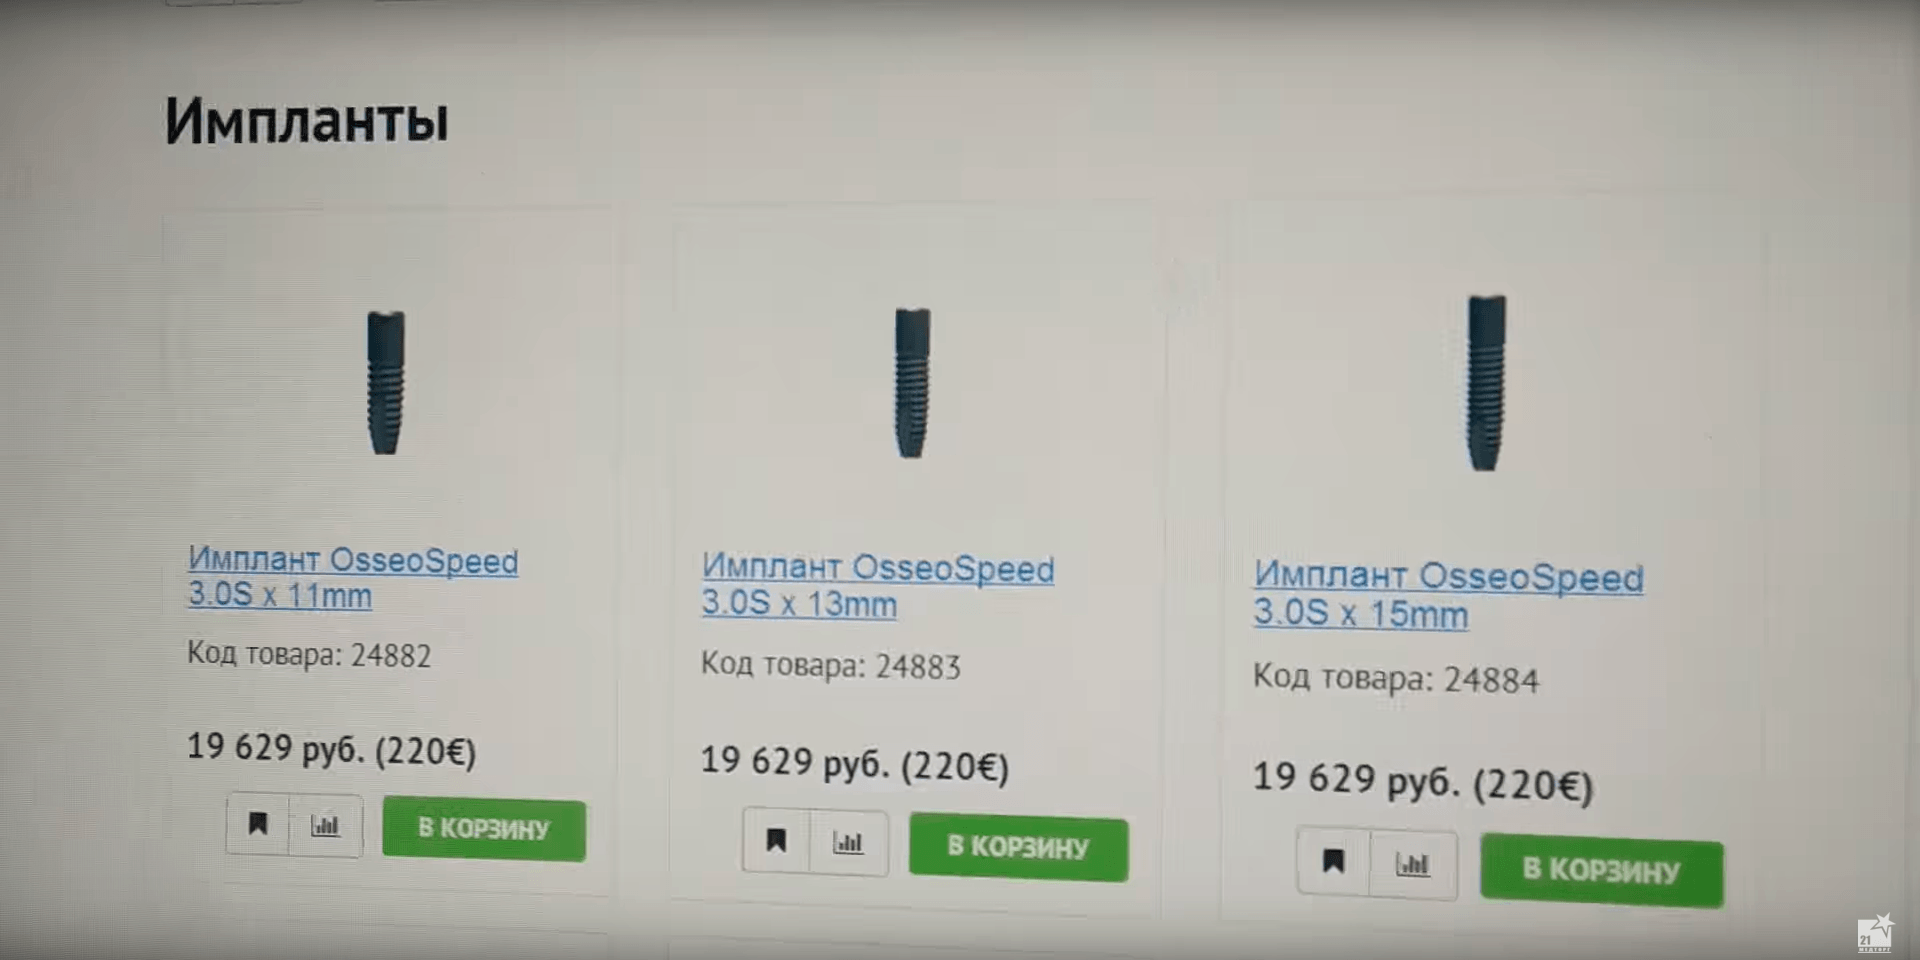 Импланты
Имплант OsseoSpeed
3.0S x 11mm
Код товара: 24882
19 629 руб. (220€)
В КОРЗИНУ
Имплант OsseoSpeed
3.0S x 13mm
Код товара: 24883
19 629 руб. (220€)
В КОРЗИНУ
Имплант OsseoSpeed
3.0S x 15mm
Код товара: 24884
19 629 руб. (220€)
В КОРЗИНУ
21